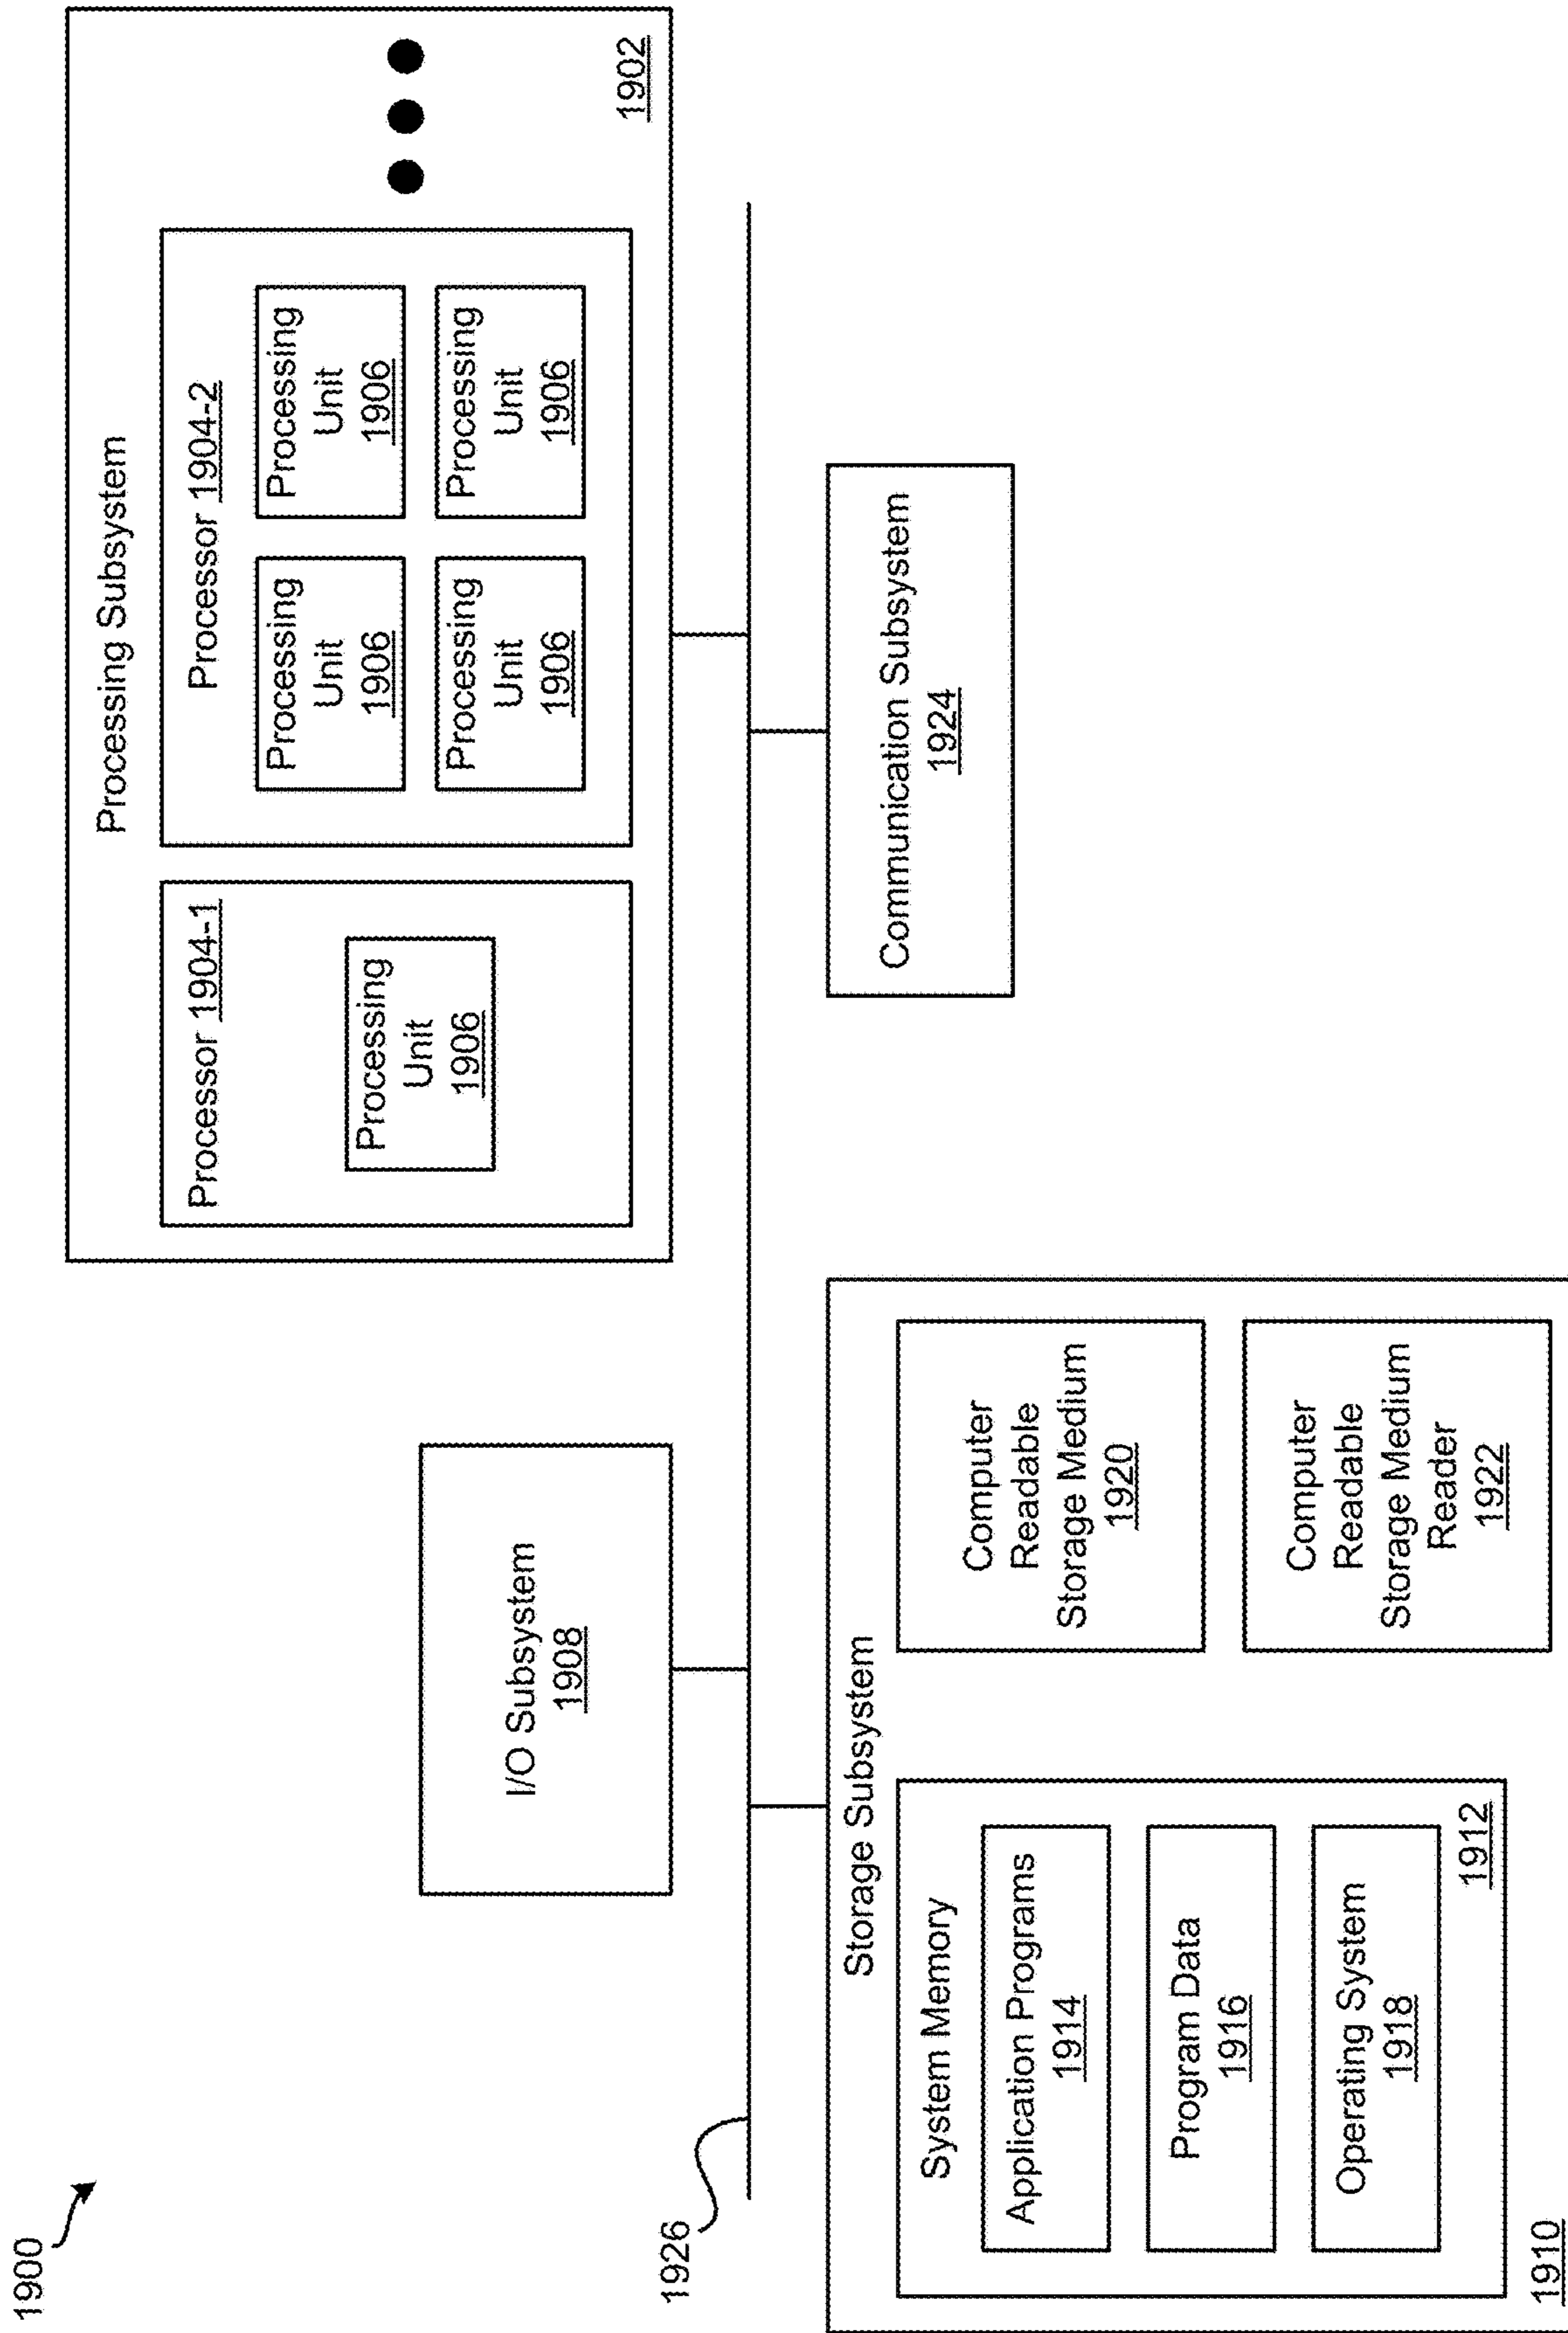 1900
I/O Subsystem
1908
Processing Subsystem
Processor 1904-1
Processing
Unit
1906
Processor 1904-2
Processing
Unit
1906
Processing
Unit
1906
Processing
Unit
1906
Processing
Unit
1906
1902
1926
Storage Subsystem
System Memory
Application Programs
1914
Program Data
1916
Operating System
1918
1912
Computer
Readable
Storage Medium
1920
Computer
Readable
Storage Medium
Reader
1922
1910
Communication Subsystem
1924